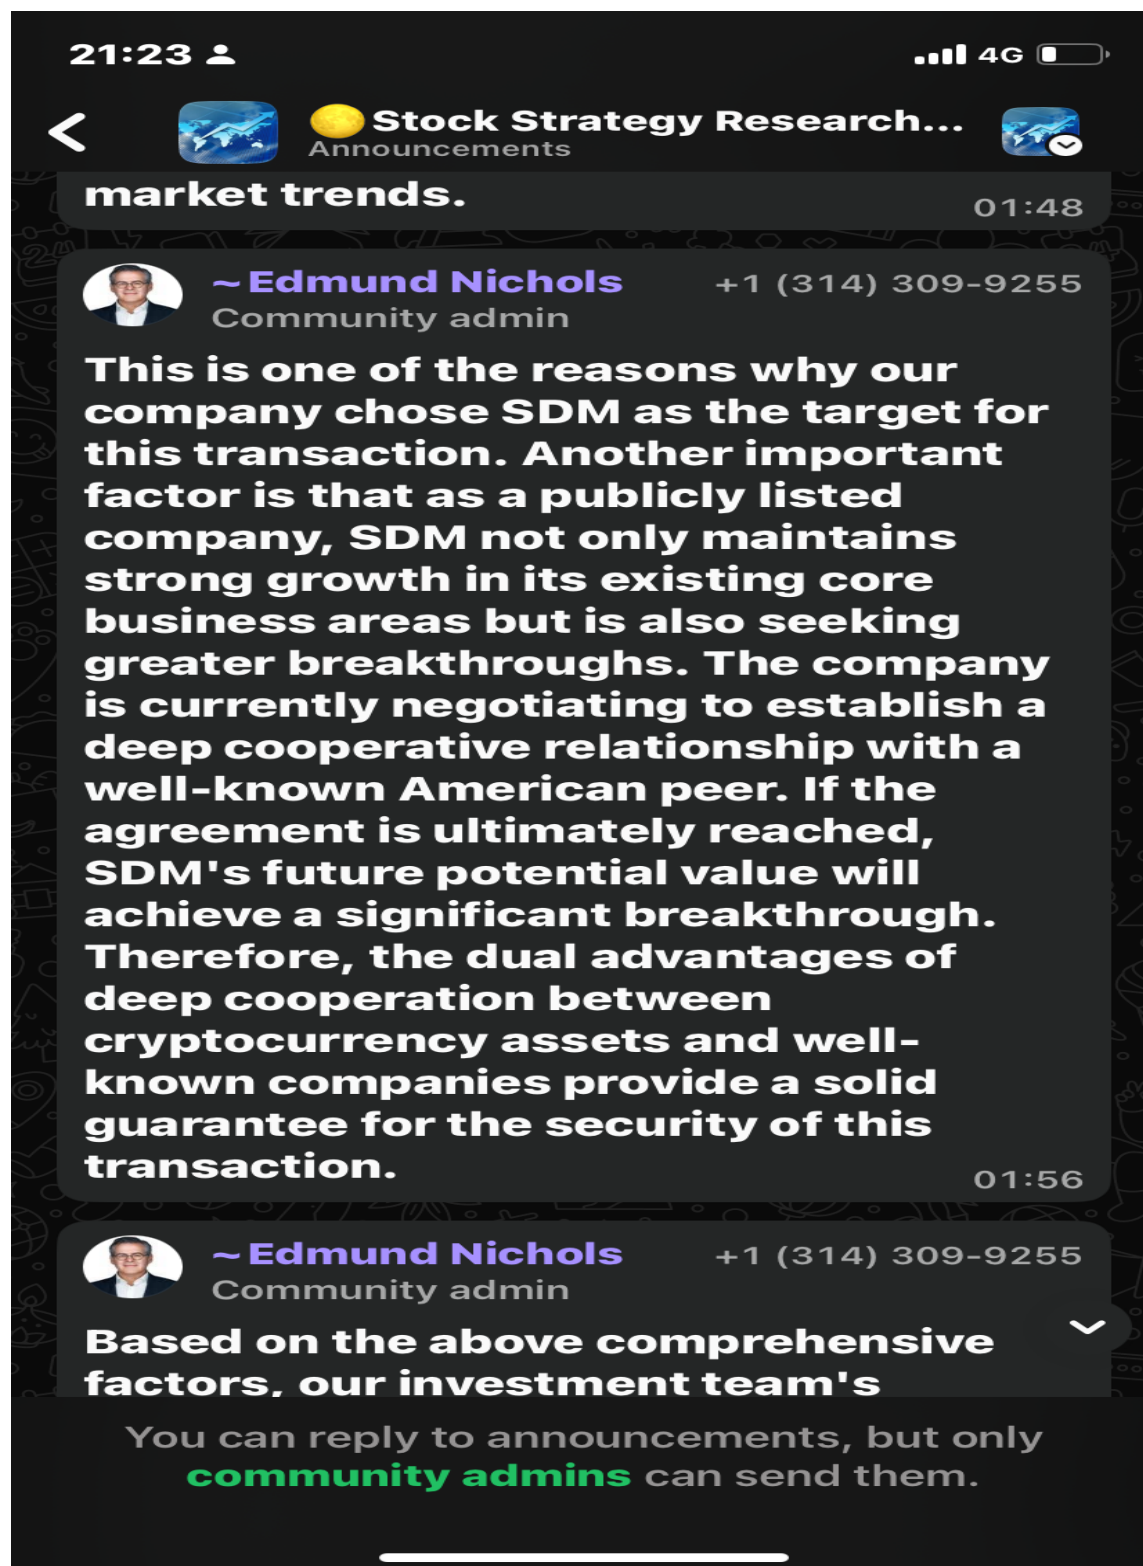 21:23
4G
Stock Strategy Research...
Announcements
market trends.
01:48
~Edmund Nichols +1 (314) 309-9255
Community admin
This is one of the reasons why our
company chose SDM as the target for
this transaction. Another important
factor is that as a publicly listed
company, SDM not only maintains
strong growth in its existing core
business areas but is also seeking
greater breakthroughs. The company
is currently negotiating to establish a
deep cooperative relationship with a
well-known American peer. If the
agreement is ultimately reached,
SDM's future potential value will
achieve a significant breakthrough.
Therefore, the dual advantages of
deep cooperation between
cryptocurrency assets and well-
known companies provide a solid
guarantee for the security of this
transaction.
01:56
~Edmund Nichols +1 (314) 309-9255
Community admin
Based on the above comprehensive
factors, our investment team's
You can reply to announcements, but only
community admins can send them.